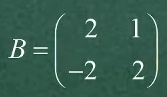 B = ( 2 1
-2 2 )